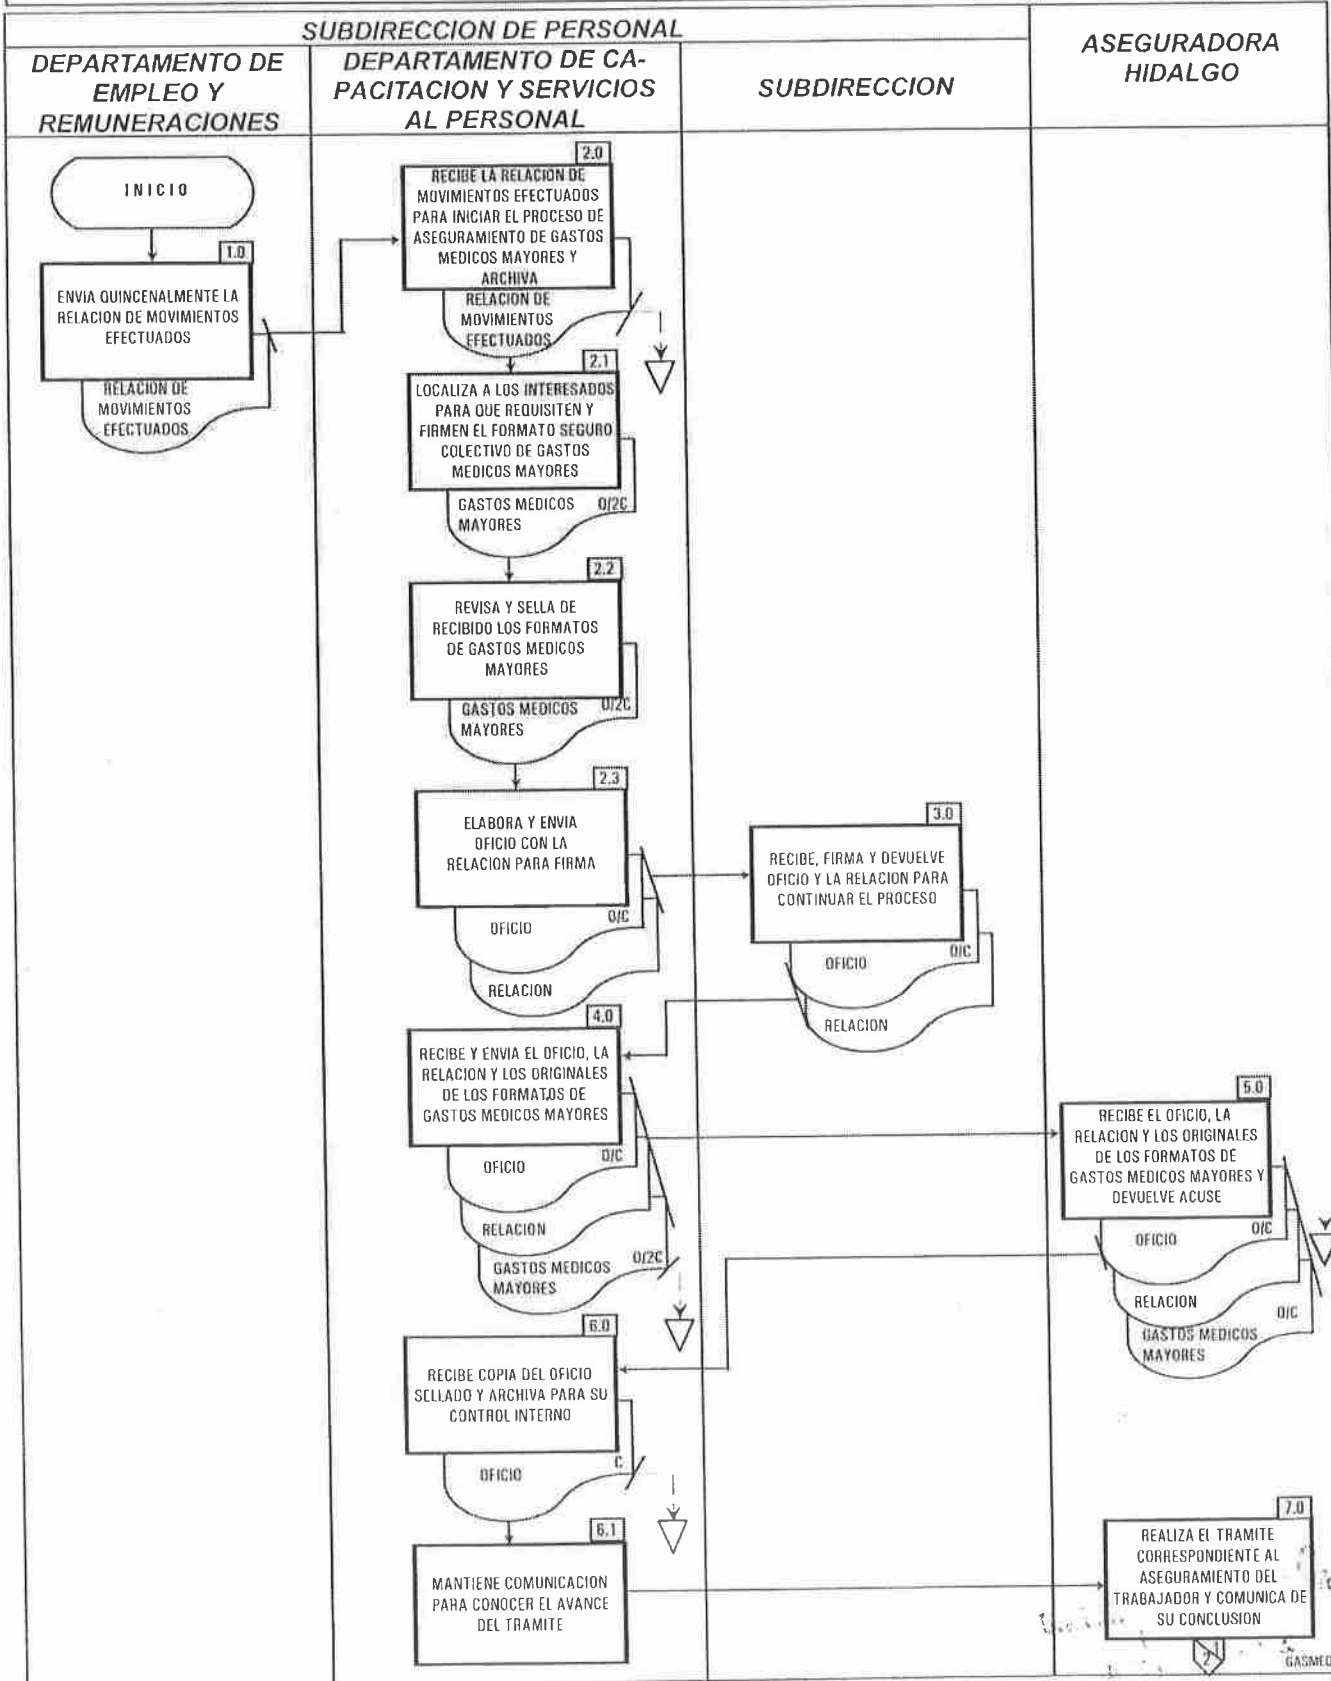 SUBDIRECCION DE PERSONAL
ASEGURADORA
HIDALGO
DEPARTAMENTO DE
EMPLEO Y
REMUNERACIONES
DEPARTAMENTO DE CA-
PACITACION Y SERVICIOS
AL PERSONAL
SUBDIRECCION
INICIO
1.0
ENVIA QUINCENALMENTE LA
RELACION DE MOVIMIENTOS
EFECTUADOS
RELACION DE
MOVIMIENTOS
EFECTUADOS
2.0
RECIBE LA RELACION DE
MOVIMIENTOS EFECTUADOS
PARA INICIAR EL PROCESO DE
ASEGURAMIENTO DE GASTOS
MEDICOS MAYORES Y
ARCHIVA
RELACION DE
MOVIMIENTOS
EFECTUADOS
2.1
LOCALIZA A LOS INTERESADOS
PARA QUE REQUISITEN Y
FIRMEN EL FORMATO SEGURO
COLECTIVO DE GASTOS
MEDICOS MAYORES
GASTOS MEDICOS
MAYORES
O/2C
2.2
REVISA Y SELLA DE
RECIBIDO LOS FORMATOS
DE GASTOS MEDICOS
MAYORES
GASTOS MEDICOS
MAYORES
O/2C
2.3
ELABORA Y ENVIA
OFICIO CON LA
RELACION PARA FIRMA
OFICIO
O/C
RELACION
3.0
RECIBE, FIRMA Y DEVUELVE
OFICIO Y LA RELACION PARA
CONTINUAR EL PROCESO
OFICIO
O/C
RELACION
4.0
RECIBE Y ENVIA EL OFICIO, LA
RELACION Y LOS ORIGINALES
DE LOS FORMATOS DE
GASTOS MEDICOS MAYORES
OFICIO
O/C
RELACION
GASTOS MEDICOS
MAYORES
O/2C
5.0
RECIBE EL OFICIO, LA
RELACION Y LOS ORIGINALES
DE LOS FORMATOS DE
GASTOS MEDICOS MAYORES Y
DEVUELVE ACUSE
OFICIO
O/C
RELACION
GASTOS MEDICOS
MAYORES
O/C
6.0
RECIBE COPIA DEL OFICIO
SELLADO Y ARCHIVA PARA SU
CONTROL INTERNO
OFICIO
C
6.1
MANTIENE COMUNICACION
PARA CONOCER EL AVANCE
DEL TRAMITE
7.0
REALIZA EL TRAMITE
CORRESPONDIENTE AL
ASEGURAMIENTO DEL
TRABAJADOR Y COMUNICA DE
SU CONCLUSION
2
GASMED